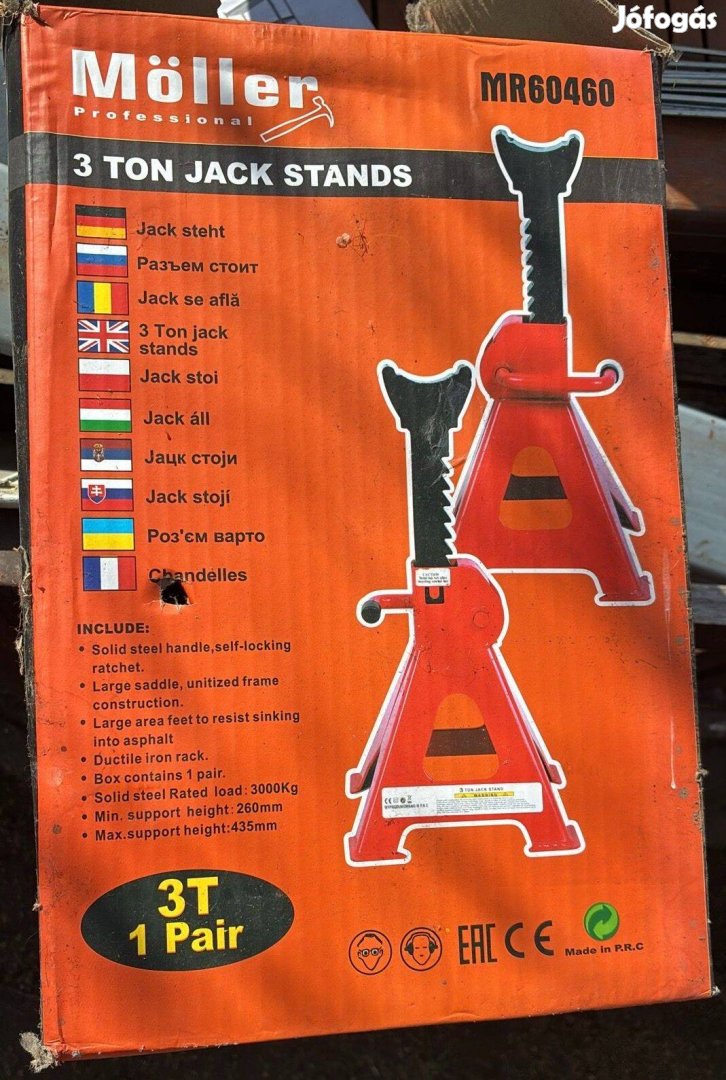 Jófogás
Möller
Professional
MR60460
3 TON JACK STANDS
Jack steht
Разъем стоит
Jack se află
3 Ton jack
stands
Jack stoi
Jack áll
Јацк стоји
Jack stojí
Роз'єм варто
Chandelles
INCLUDE:
• Solid steel handle,self-locking
ratchet.
• Large saddle, unitized frame
construction.
• Large area feet to resist sinking
into asphalt
• Ductile iron rack.
• Box contains 1 pair.
• Solid steel Rated load: 3000Kg
• Min. support height: 260mm
• Max.support height:435mm
CAUTION
3 TON JACK STAND
WARNING
3T
1 Pair
EAC CE
Made in P.R.C